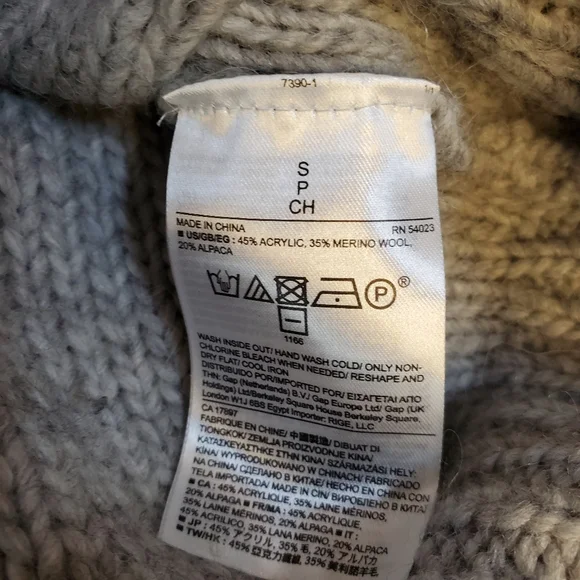 7390-1
1/1
S
P
CH
MADE IN CHINA RN 54023
■ US/GB/EG : 45% ACRYLIC, 35% MERINO WOOL,
20% ALPACA
P ®
1166
WASH INSIDE OUT/ HAND WASH COLD/ ONLY NON-
CHLORINE BLEACH WHEN NEEDED/ RESHAPE AND
DRY FLAT/ COOL IRON
DISTRIBUIDO POR/IMPORTED FOR/ ΕΙΣΑΓΕΤΑΙ ΑΠΟ
ΤΗΝ: Gap (Netherlands) B.V./ Gap Europe Ltd/ Gap (UK
Holdings) Ltd/Berkeley Square House Berkeley Square,
London W1J 6BS Egypt Importer: RIGE, LLC
CA 17897
FABRIQUE EN CHINE/ 中國製造/ DIBUAT DI
TIONGKOK/ ZEMLJA PROIZVODNJE KINA/
ΚΑΤΑΣΚΕΥΑΣΤΗΚΕ ΣΤΗΝ ΚΙΝΑ/ SZÁRMAZÁSI HELY:
KÍNA/ WYPRODUKOWANO W CHINACH/ FABRICADO
NA CHINA/ СДЕЛАНО В КИТАЕ/ HECHO EN CHINA CON
TELA IMPORTADA/ MADE IN CIN/ ВИРОБЛЕНО В КИТАЇ
■ CA : 45% ACRYLIQUE, 35% LAINE MÉRINOS,
20% ALPAGA ■ FR/MA : 45% ACRYLIQUE,
35% LAINE MÉRINOS, 20% ALPAGA ■ IT :
45% ACRILICO, 35% LANA MERINO, 20% ALPACA
■ JP : 45% アクリル, 35% 毛, 20% アルパカ
■ TW/HK : 45% 亞克力纖 35% 美利諾羊毛